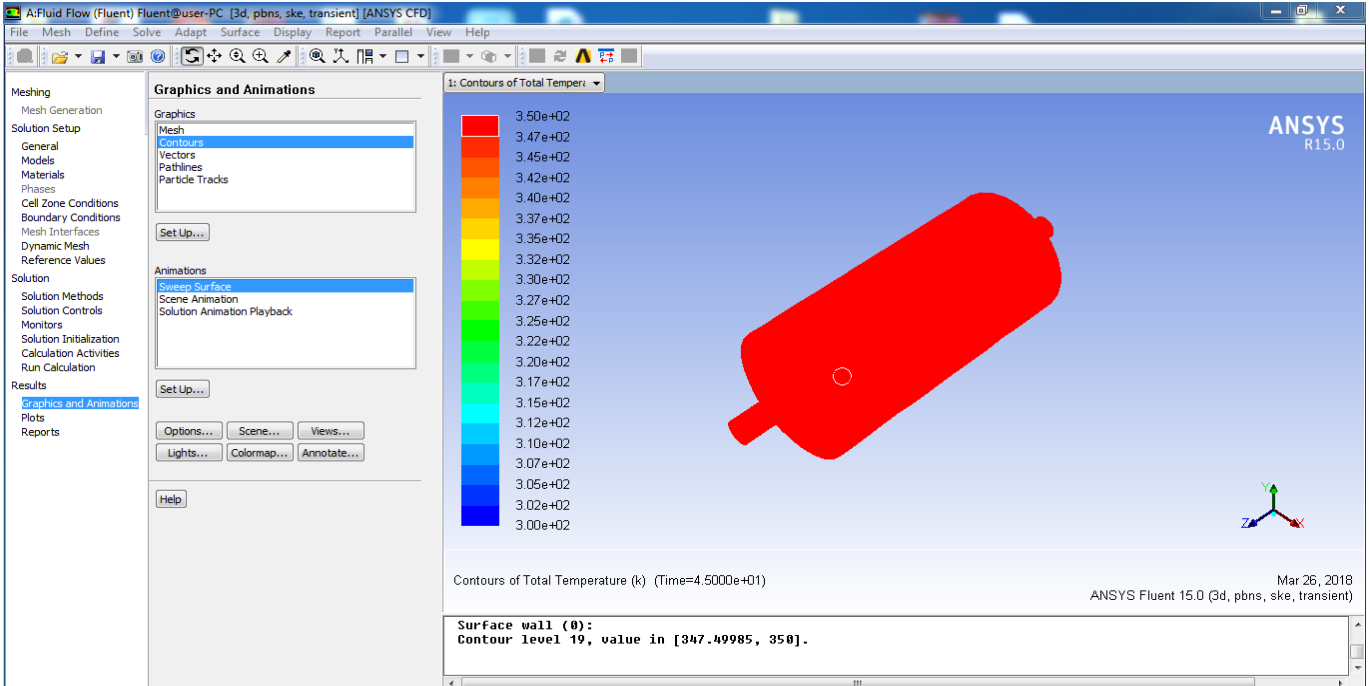 A:Fluid Flow (Fluent) Fluent@user-PC [3d, pbns, ske, transient] [ANSYS CFD]
File Mesh Define Solve Adapt Surface Display Report Parallel View Help
Meshing
Mesh Generation
Solution Setup
General
Models
Materials
Phases
Cell Zone Conditions
Boundary Conditions
Mesh Interfaces
Dynamic Mesh
Reference Values
Solution
Solution Methods
Solution Controls
Monitors
Solution Initialization
Calculation Activities
Run Calculation
Results
Graphics and Animations
Plots
Reports
Graphics and Animations
Graphics
Mesh
Contours
Vectors
Pathlines
Particle Tracks
Set Up...
Animations
Sweep Surface
Scene Animation
Solution Animation Playback
Set Up...
Options... Scene... Views...
Lights... Colormap... Annotate...
Help
1: Contours of Total Tempera
3.50e+02
3.47e+02
3.45e+02
3.42e+02
3.40e+02
3.37e+02
3.35e+02
3.32e+02
3.30e+02
3.27e+02
3.25e+02
3.22e+02
3.20e+02
3.17e+02
3.15e+02
3.12e+02
3.10e+02
3.07e+02
3.05e+02
3.02e+02
3.00e+02
ANSYS
R15.0
Y
Z X
Contours of Total Temperature (k) (Time=4.5000e+01)
Mar 26, 2018
ANSYS Fluent 15.0 (3d, pbns, ske, transient)
Surface wall (0):
Contour level 19, value in [347.49985, 350].